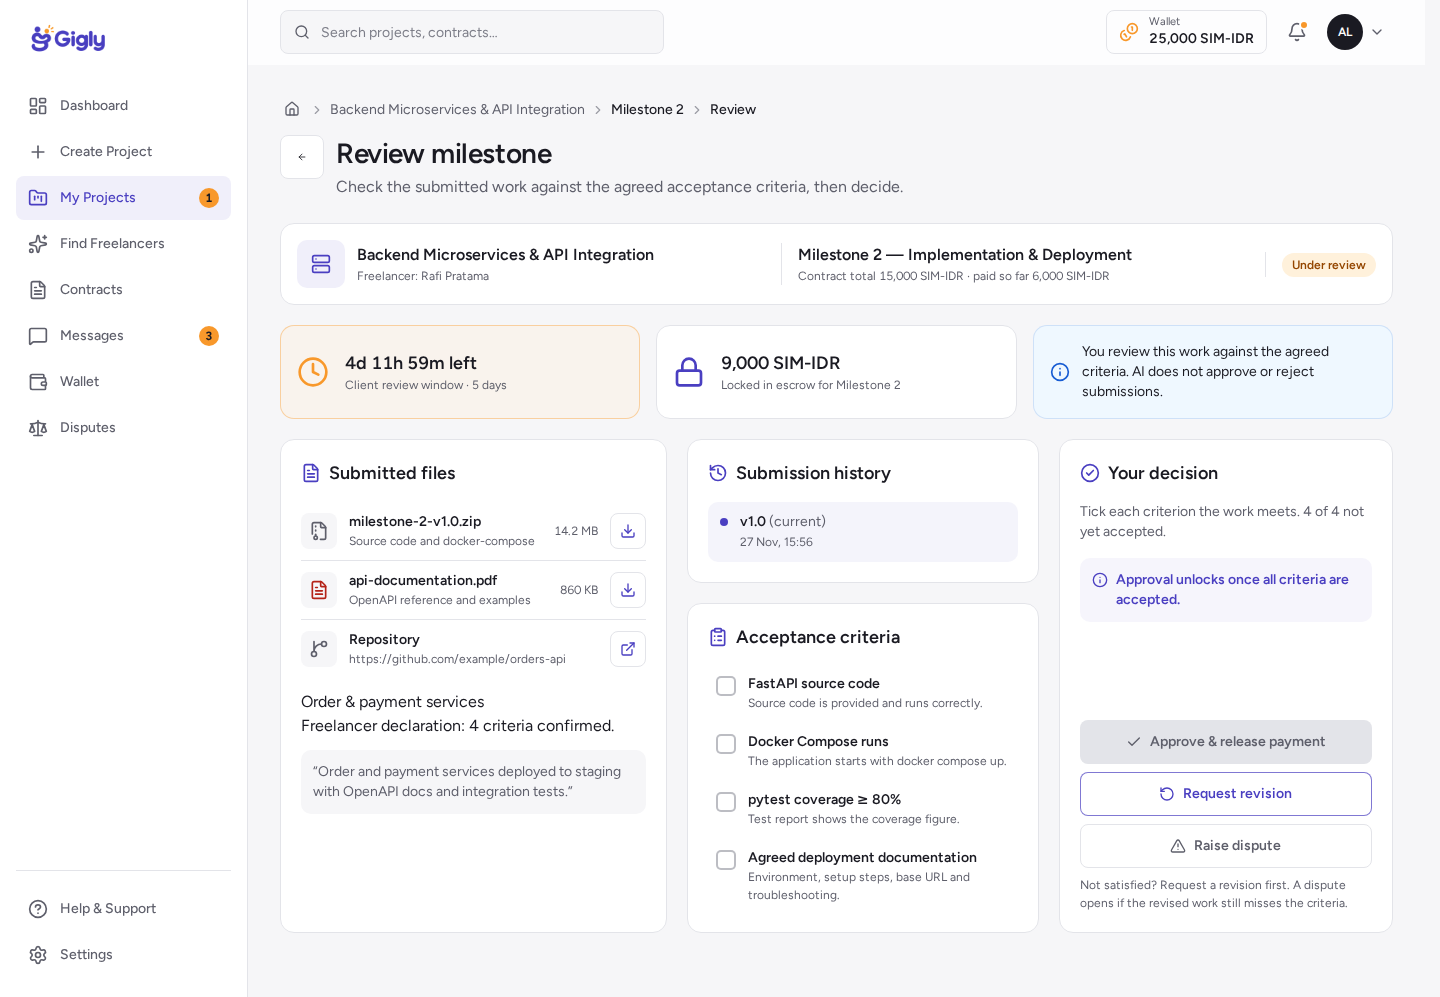 Gigly
Search projects, contracts...
Wallet
25,000 SIM-IDR
AL
Dashboard
Create Project
My Projects
1
Find Freelancers
Contracts
Messages
3
Wallet
Disputes
Help & Support
Settings
Backend Microservices & API Integration
Milestone 2
Review
Review milestone
Check the submitted work against the agreed acceptance criteria, then decide.
Backend Microservices & API Integration
Freelancer: Rafi Pratama
Milestone 2 — Implementation & Deployment
Contract total 15,000 SIM-IDR · paid so far 6,000 SIM-IDR
Under review
4d 11h 59m left
Client review window · 5 days
9,000 SIM-IDR
Locked in escrow for Milestone 2
You review this work against the agreed
criteria. AI does not approve or reject
submissions.
Submitted files
milestone-2-v1.0.zip
Source code and docker-compose
14.2 MB
api-documentation.pdf
OpenAPI reference and examples
860 KB
Repository
https://github.com/example/orders-api
Order & payment services
Freelancer declaration: 4 criteria confirmed.
“Order and payment services deployed to staging
with OpenAPI docs and integration tests.”
Submission history
v1.0 (current)
27 Nov, 15:56
Acceptance criteria
FastAPI source code
Source code is provided and runs correctly.
Docker Compose runs
The application starts with docker compose up.
pytest coverage ≥ 80%
Test report shows the coverage figure.
Agreed deployment documentation
Environment, setup steps, base URL and
troubleshooting.
Your decision
Tick each criterion the work meets. 4 of 4 not
yet accepted.
Approval unlocks once all criteria are
accepted.
Approve & release payment
Request revision
Raise dispute
Not satisfied? Request a revision first. A dispute
opens if the revised work still misses the criteria.